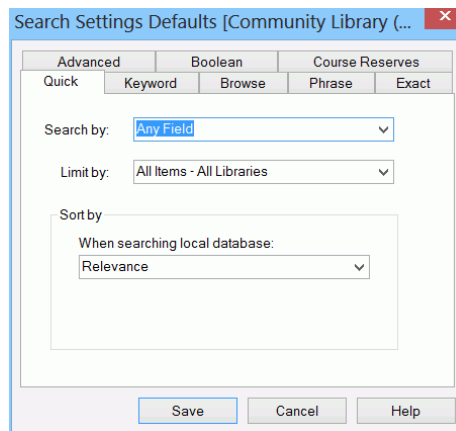 Search Settings Defaults [Community Library (...
Advanced Boolean Course Reserves
Quick Keyword Browse Phrase Exact
Search by: Any Field
Limit by: All Items - All Libraries
Sort by
When searching local database:
Relevance
Save Cancel Help